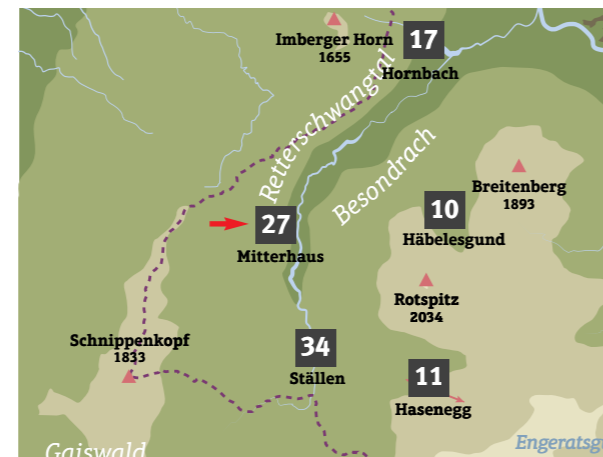 Imberger Horn
1655
17
Hornbach
Retterschwangtal
Besondrach
Breitenberg
1893
10
Häbelesgund
27
Mitterhaus
Rotspitz
2034
Schnippenkopf
1833
34
Ställen
11
Hasenegg
Gaiswald